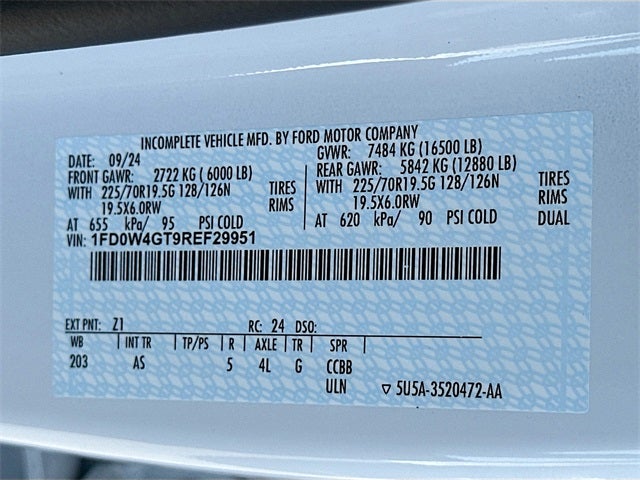 INCOMPLETE VEHICLE MFD. BY FORD MOTOR COMPANY
DATE: 09/24 GVWR: 7484 KG (16500 LB)
FRONT GAWR: 2722 KG ( 6000 LB) REAR GAWR: 5842 KG (12880 LB)
WITH 225/70R19.5G 128/126N TIRES WITH 225/70R19.5G 128/126N TIRES
19.5X6.0RW RIMS 19.5X6.0RW RIMS
AT 655 kPa/ 95 PSI COLD AT 620 kPa/ 90 PSI COLD DUAL
VIN: 1FD0W4GT9REF29951
EXT PNT: Z1 RC: 24 DSO:
WB INT TR TP/PS R AXLE TR SPR
203 AS 5 4L G CCBB
ULN ▽ 5U5A-3520472-AA